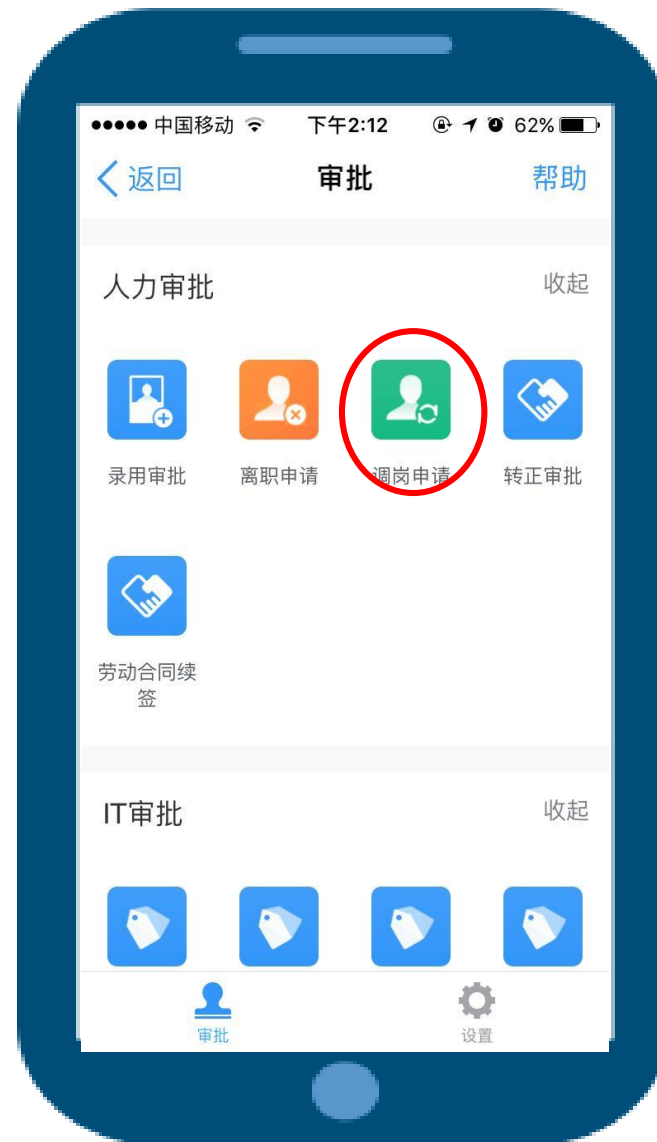 中国移动 下午2:12 62%
返回 审批 帮助
人力审批 收起
录用审批 离职申请 调岗申请 转正审批
劳动合同续
签
IT审批 收起
审批 设置